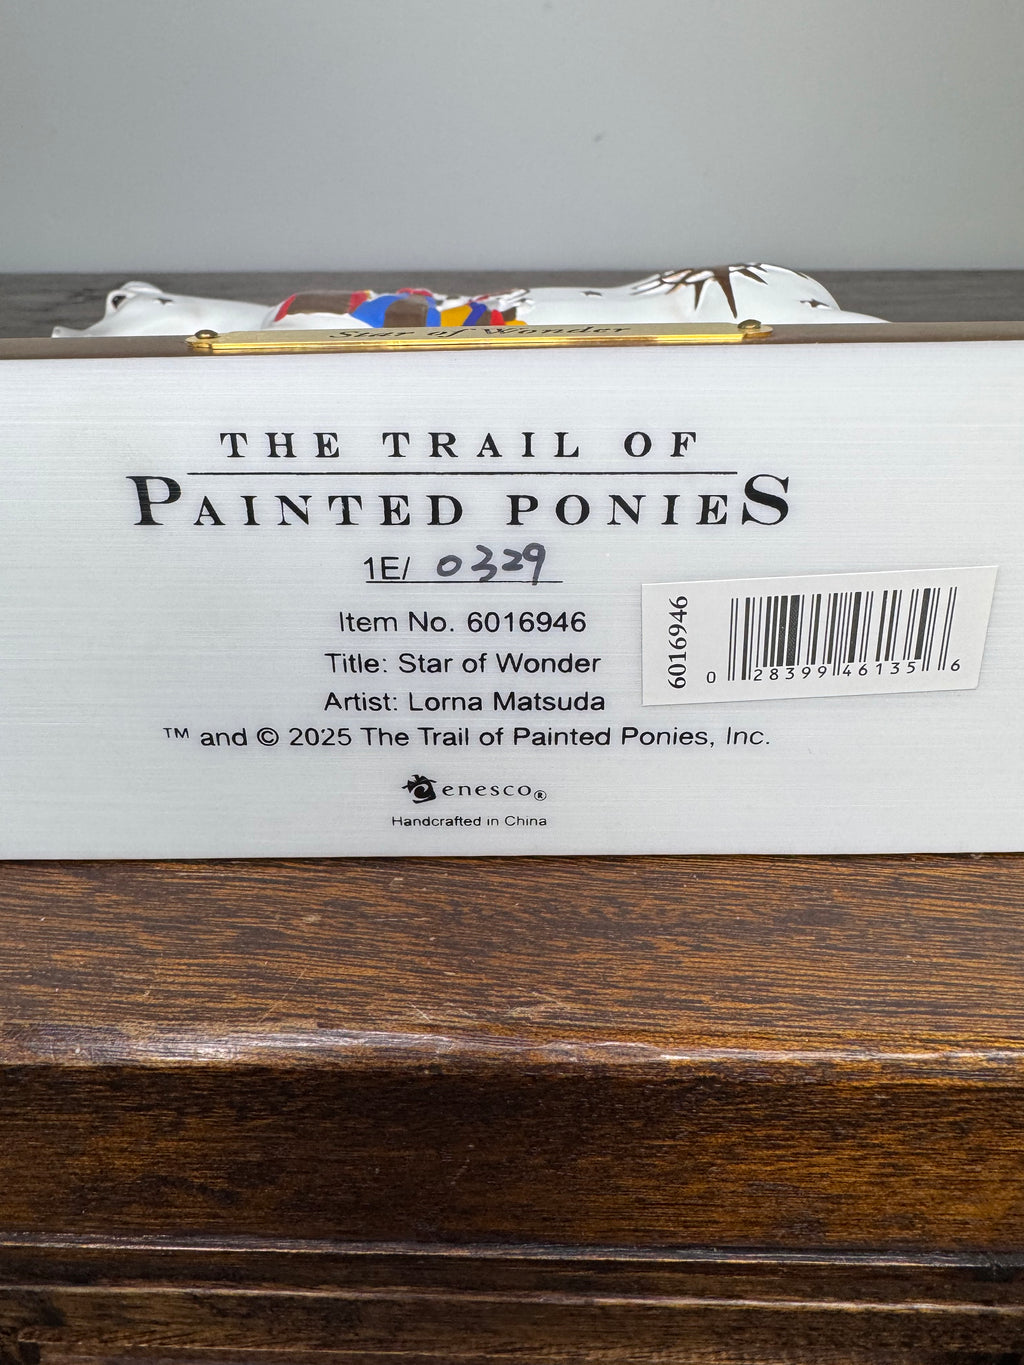 Star of Wonder
THE TRAIL OF
PAINTED PONIES
1E/ 0329
Item No. 6016946
Title: Star of Wonder
Artist: Lorna Matsuda
™ and © 2025 The Trail of Painted Ponies, Inc.
enesco®
Handcrafted in China
6016946
0 28399 46135 6